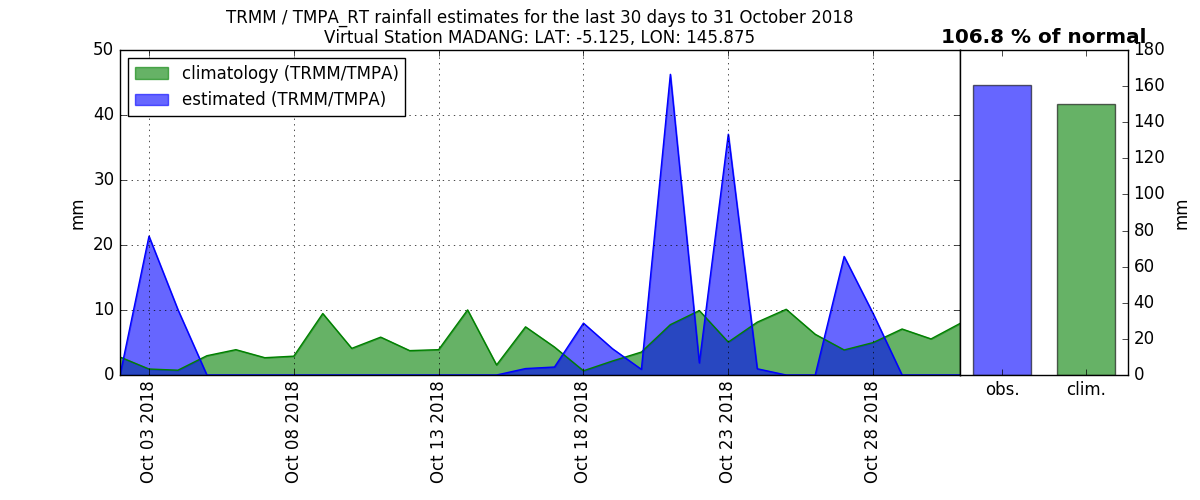 TRMM / TMPA_RT rainfall estimates for the last 30 days to 31 October 2018
Virtual Station MADANG: LAT: -5.125, LON: 145.875
106.8 % of normal
climatology (TRMM/TMPA)
estimated (TRMM/TMPA)
50
40
30
20
10
0
mm
Oct 03 2018
Oct 08 2018
Oct 13 2018
Oct 18 2018
Oct 23 2018
Oct 28 2018
obs.
clim.
180
160
140
120
100
80
60
40
20
0
mm